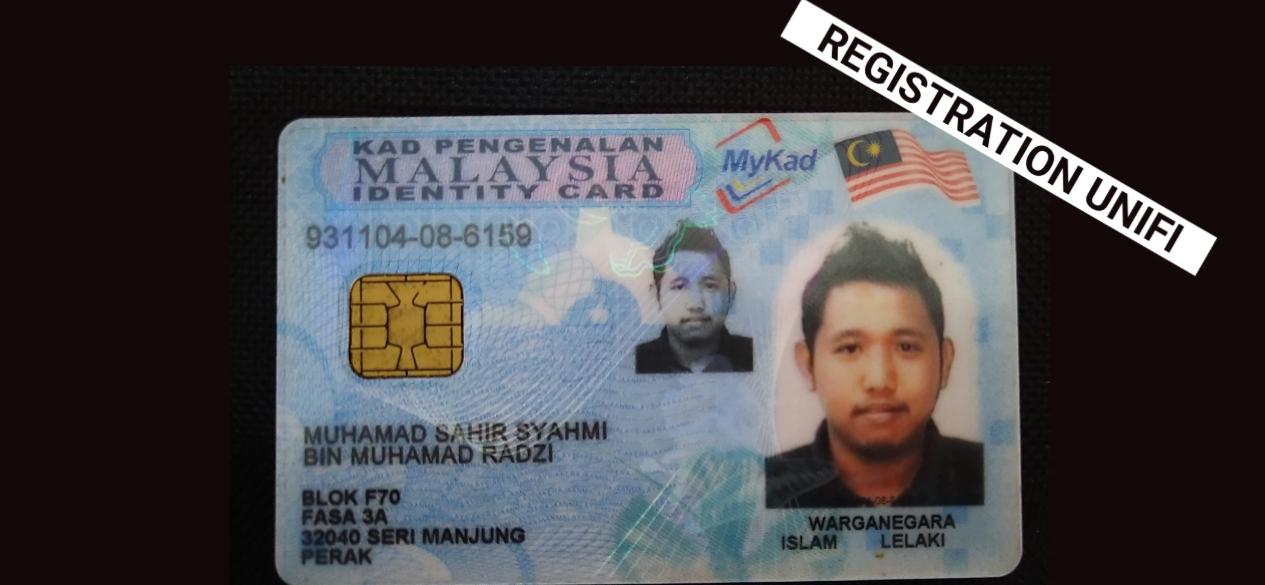 REGISTRATION UNIFI
KAD PENGENALAN
MALAYSIA
IDENTITY CARD
MyKad
931104-08-6159
MUHAMAD SAHIR SYAHMI
BIN MUHAMAD RADZI
BLOK F70
FASA 3A
32040 SERI MANJUNG
PERAK
WARGANEGARA
ISLAM LELAKI